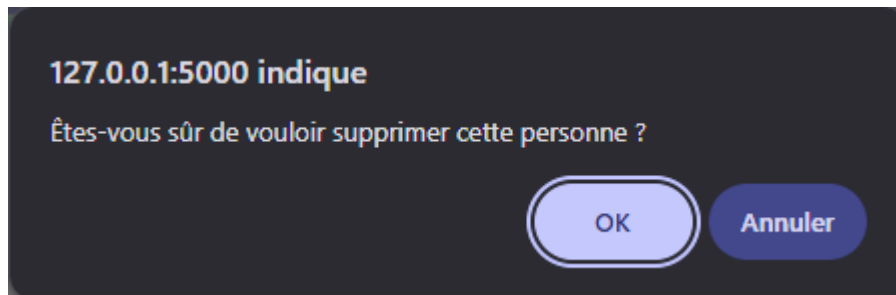 127.0.0.1:5000 indique
Êtes-vous sûr de vouloir supprimer cette personne ?
OK
Annuler